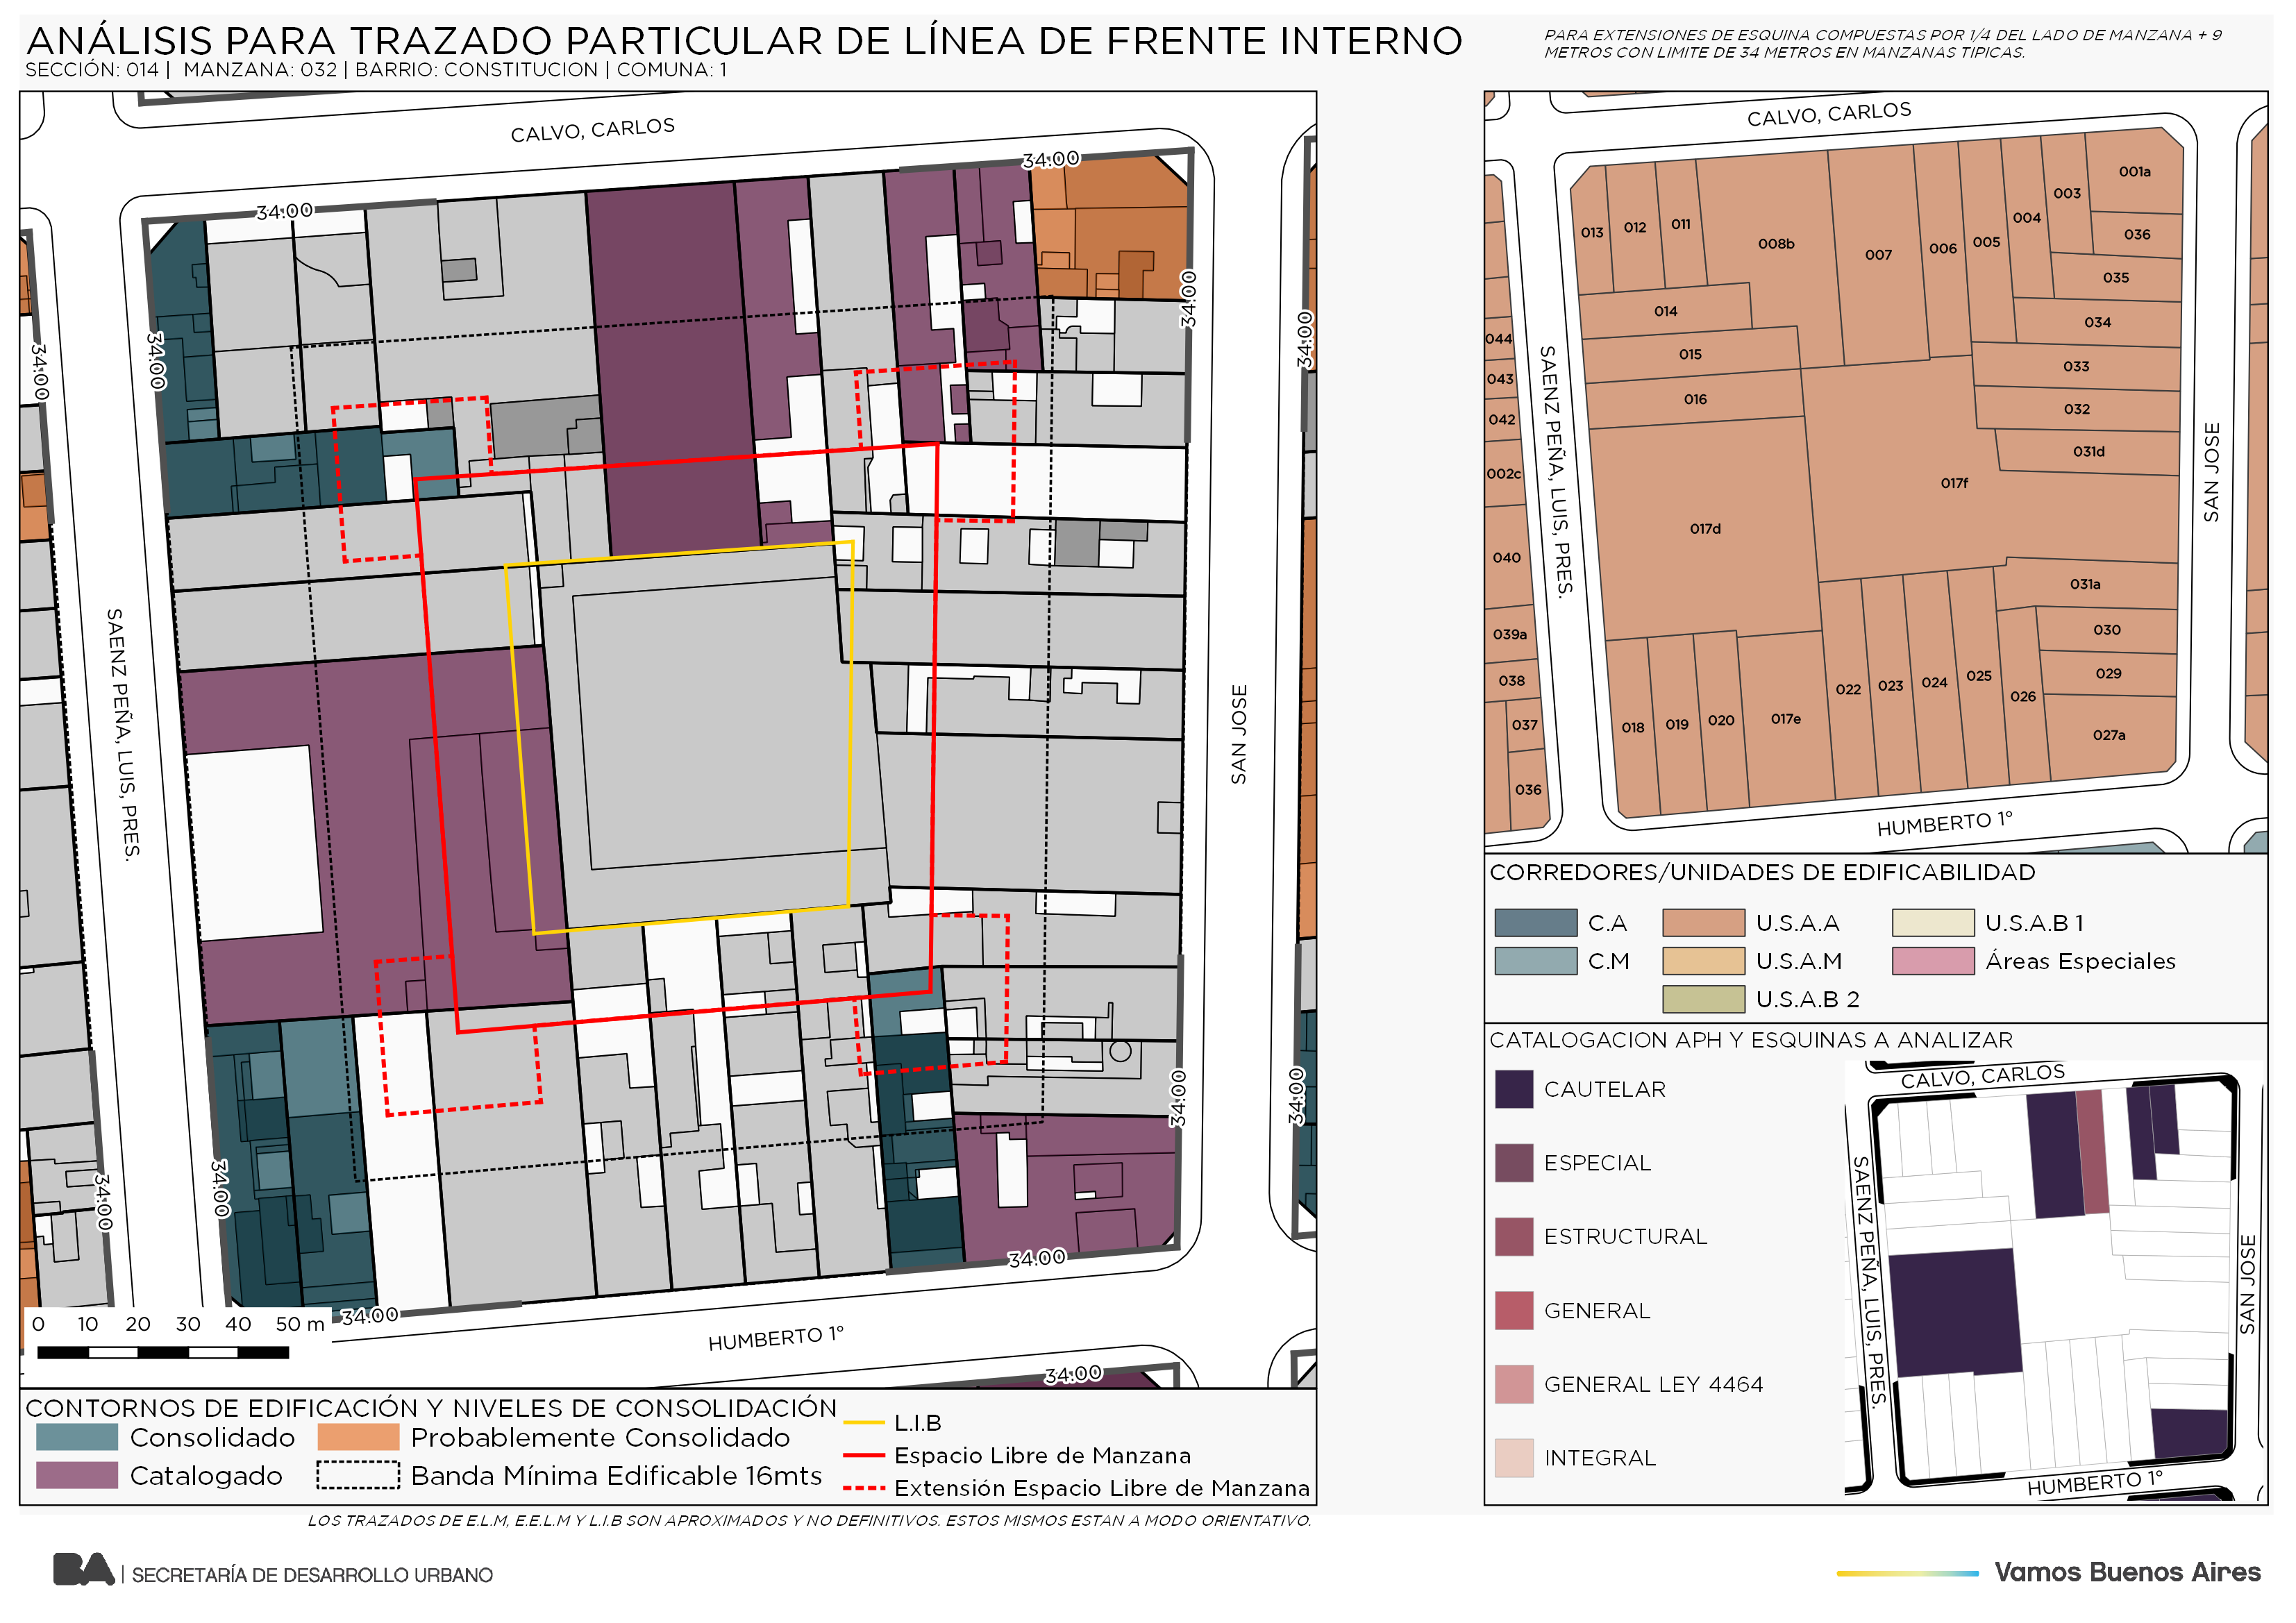 ANÁLISIS PARA TRAZADO PARTICULAR DE LÍNEA DE FRENTE INTERNO
SECCIÓN: 014 | MANZANA: 032 | BARRIO: CONSTITUCION | COMUNA: 1
PARA EXTENSIONES DE ESQUINA COMPUESTAS POR 1/4 DEL LADO DE MANZANA + 9
METROS CON LIMITE DE 34 METROS EN MANZANAS TIPICAS.
CALVO, CARLOS
34.00
34.00
34.00
34.00
34.00
34.00
SAENZ PEÑA, LUIS, PRES.
SAN JOSE
34.00
34.00
34.00
34.00
34.00
34.00
HUMBERTO 1°
34.00
0 10 20 30 40 50 m
CONTORNOS DE EDIFICACIÓN Y NIVELES DE CONSOLIDACIÓN
Consolidado
Probablemente Consolidado
Catalogado
Banda Mínima Edificable 16mts
L.I.B
Espacio Libre de Manzana
Extensión Espacio Libre de Manzana
LOS TRAZADOS DE E.L.M, E.E.L.M Y L.I.B SON APROXIMADOS Y NO DEFINITIVOS. ESTOS MISMOS ESTAN A MODO ORIENTATIVO.
CALVO, CARLOS
013
012
011
008b
007
006
005
004
003
001a
036
035
034
033
032
031d
014
015
016
017d
017f
031a
030
029
027a
018
019
020
017e
022
023
024
025
026
044
043
042
002c
040
039a
038
037
036
SAENZ PEÑA, LUIS, PRES.
SAN JOSE
HUMBERTO 1°
CORREDORES/UNIDADES DE EDIFICABILIDAD
C.A
U.S.A.A
U.S.A.B 1
C.M
U.S.A.M
Áreas Especiales
U.S.A.B 2
CATALOGACION APH Y ESQUINAS A ANALIZAR
CAUTELAR
ESPECIAL
ESTRUCTURAL
GENERAL
GENERAL LEY 4464
INTEGRAL
CALVO, CARLOS
SAENZ PEÑA, LUIS, PRES.
SAN JOSE
HUMBERTO 1°
BA | SECRETARÍA DE DESARROLLO URBANO
Vamos Buenos Aires